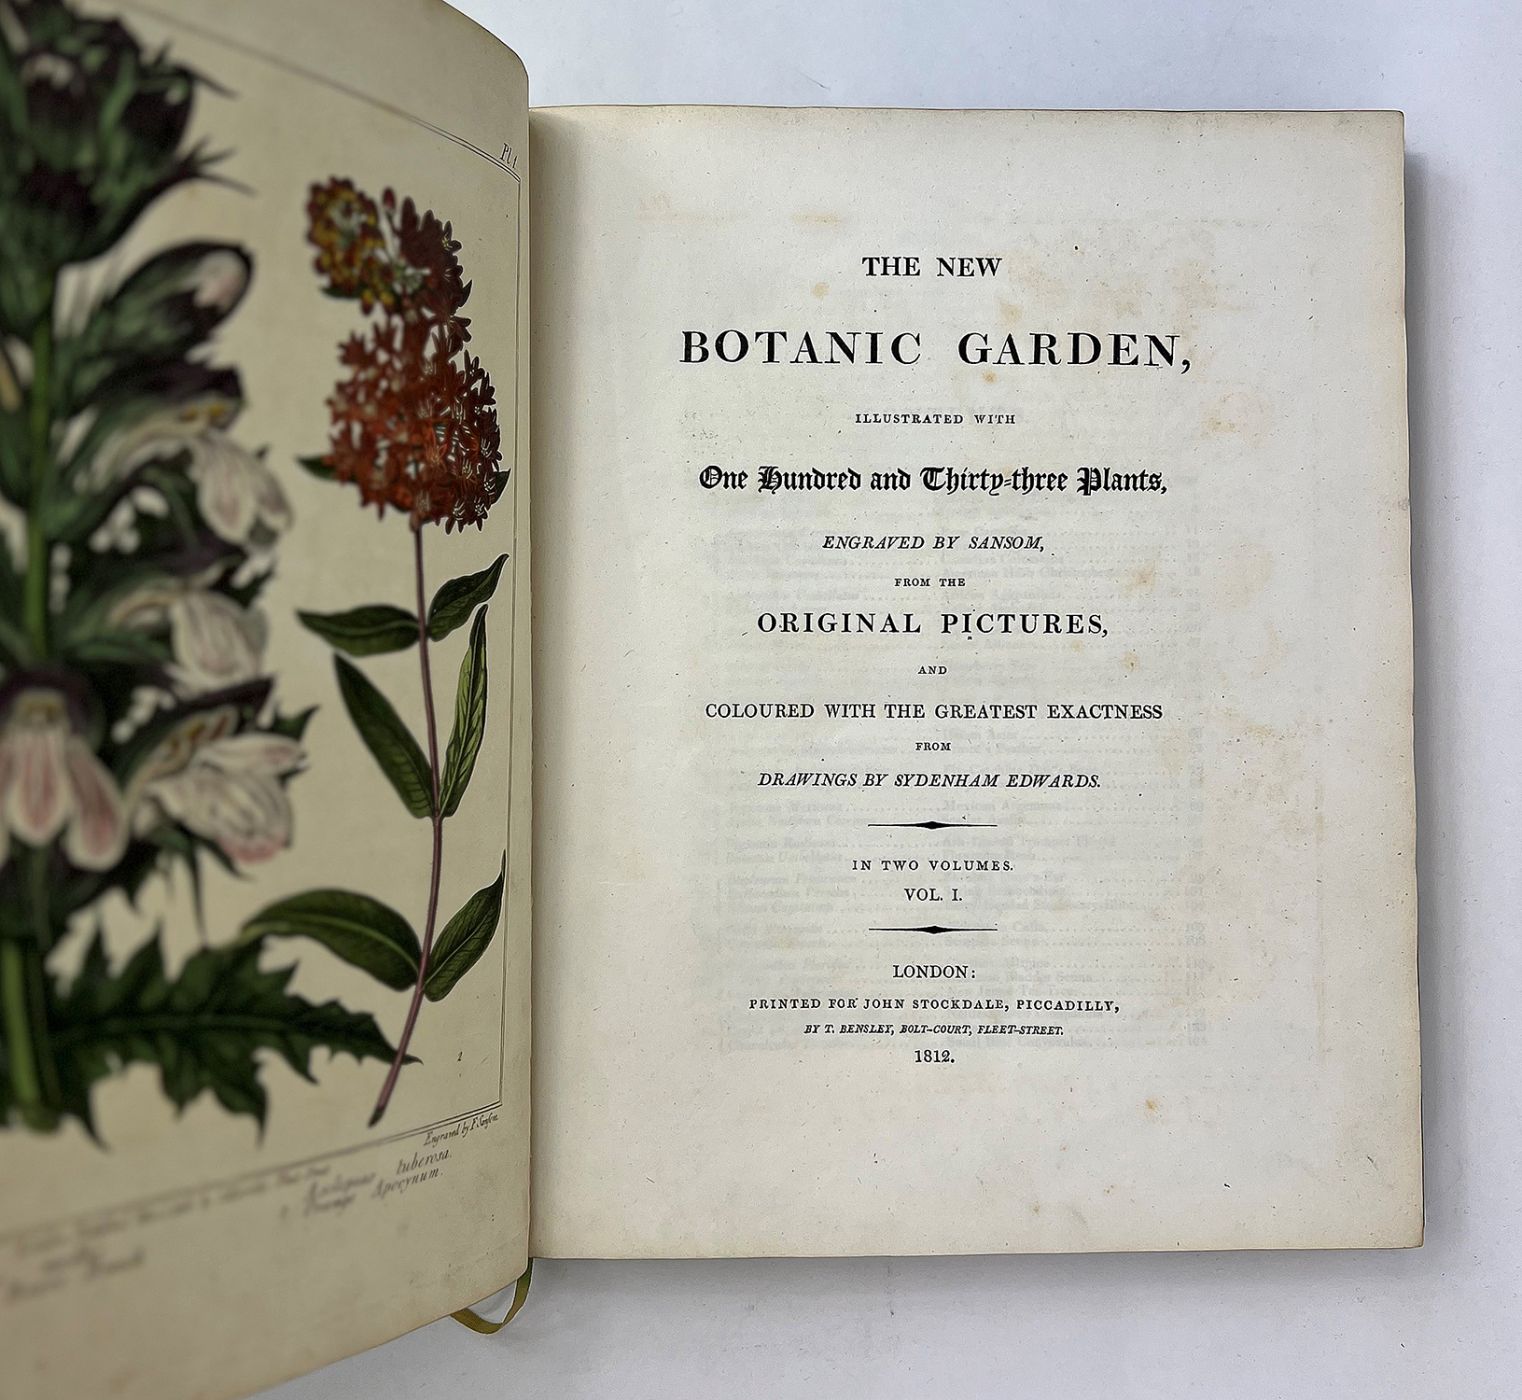 Pl. 1.
Engraved by F. Sansom.
tuberosa.
2 Orange Apocynum.
THE NEW
BOTANIC GARDEN,
ILLUSTRATED WITH
One Hundred and Thirty-three Plants,
ENGRAVED BY SANSOM,
FROM THE
ORIGINAL PICTURES,
AND
COLOURED WITH THE GREATEST EXACTNESS
FROM
DRAWINGS BY SYDENHAM EDWARDS.
IN TWO VOLUMES.
VOL. I.
LONDON:
PRINTED FOR JOHN STOCKDALE, PICCADILLY,
BY T. BENSLEY, BOLT-COURT, FLEET-STREET.
1812.